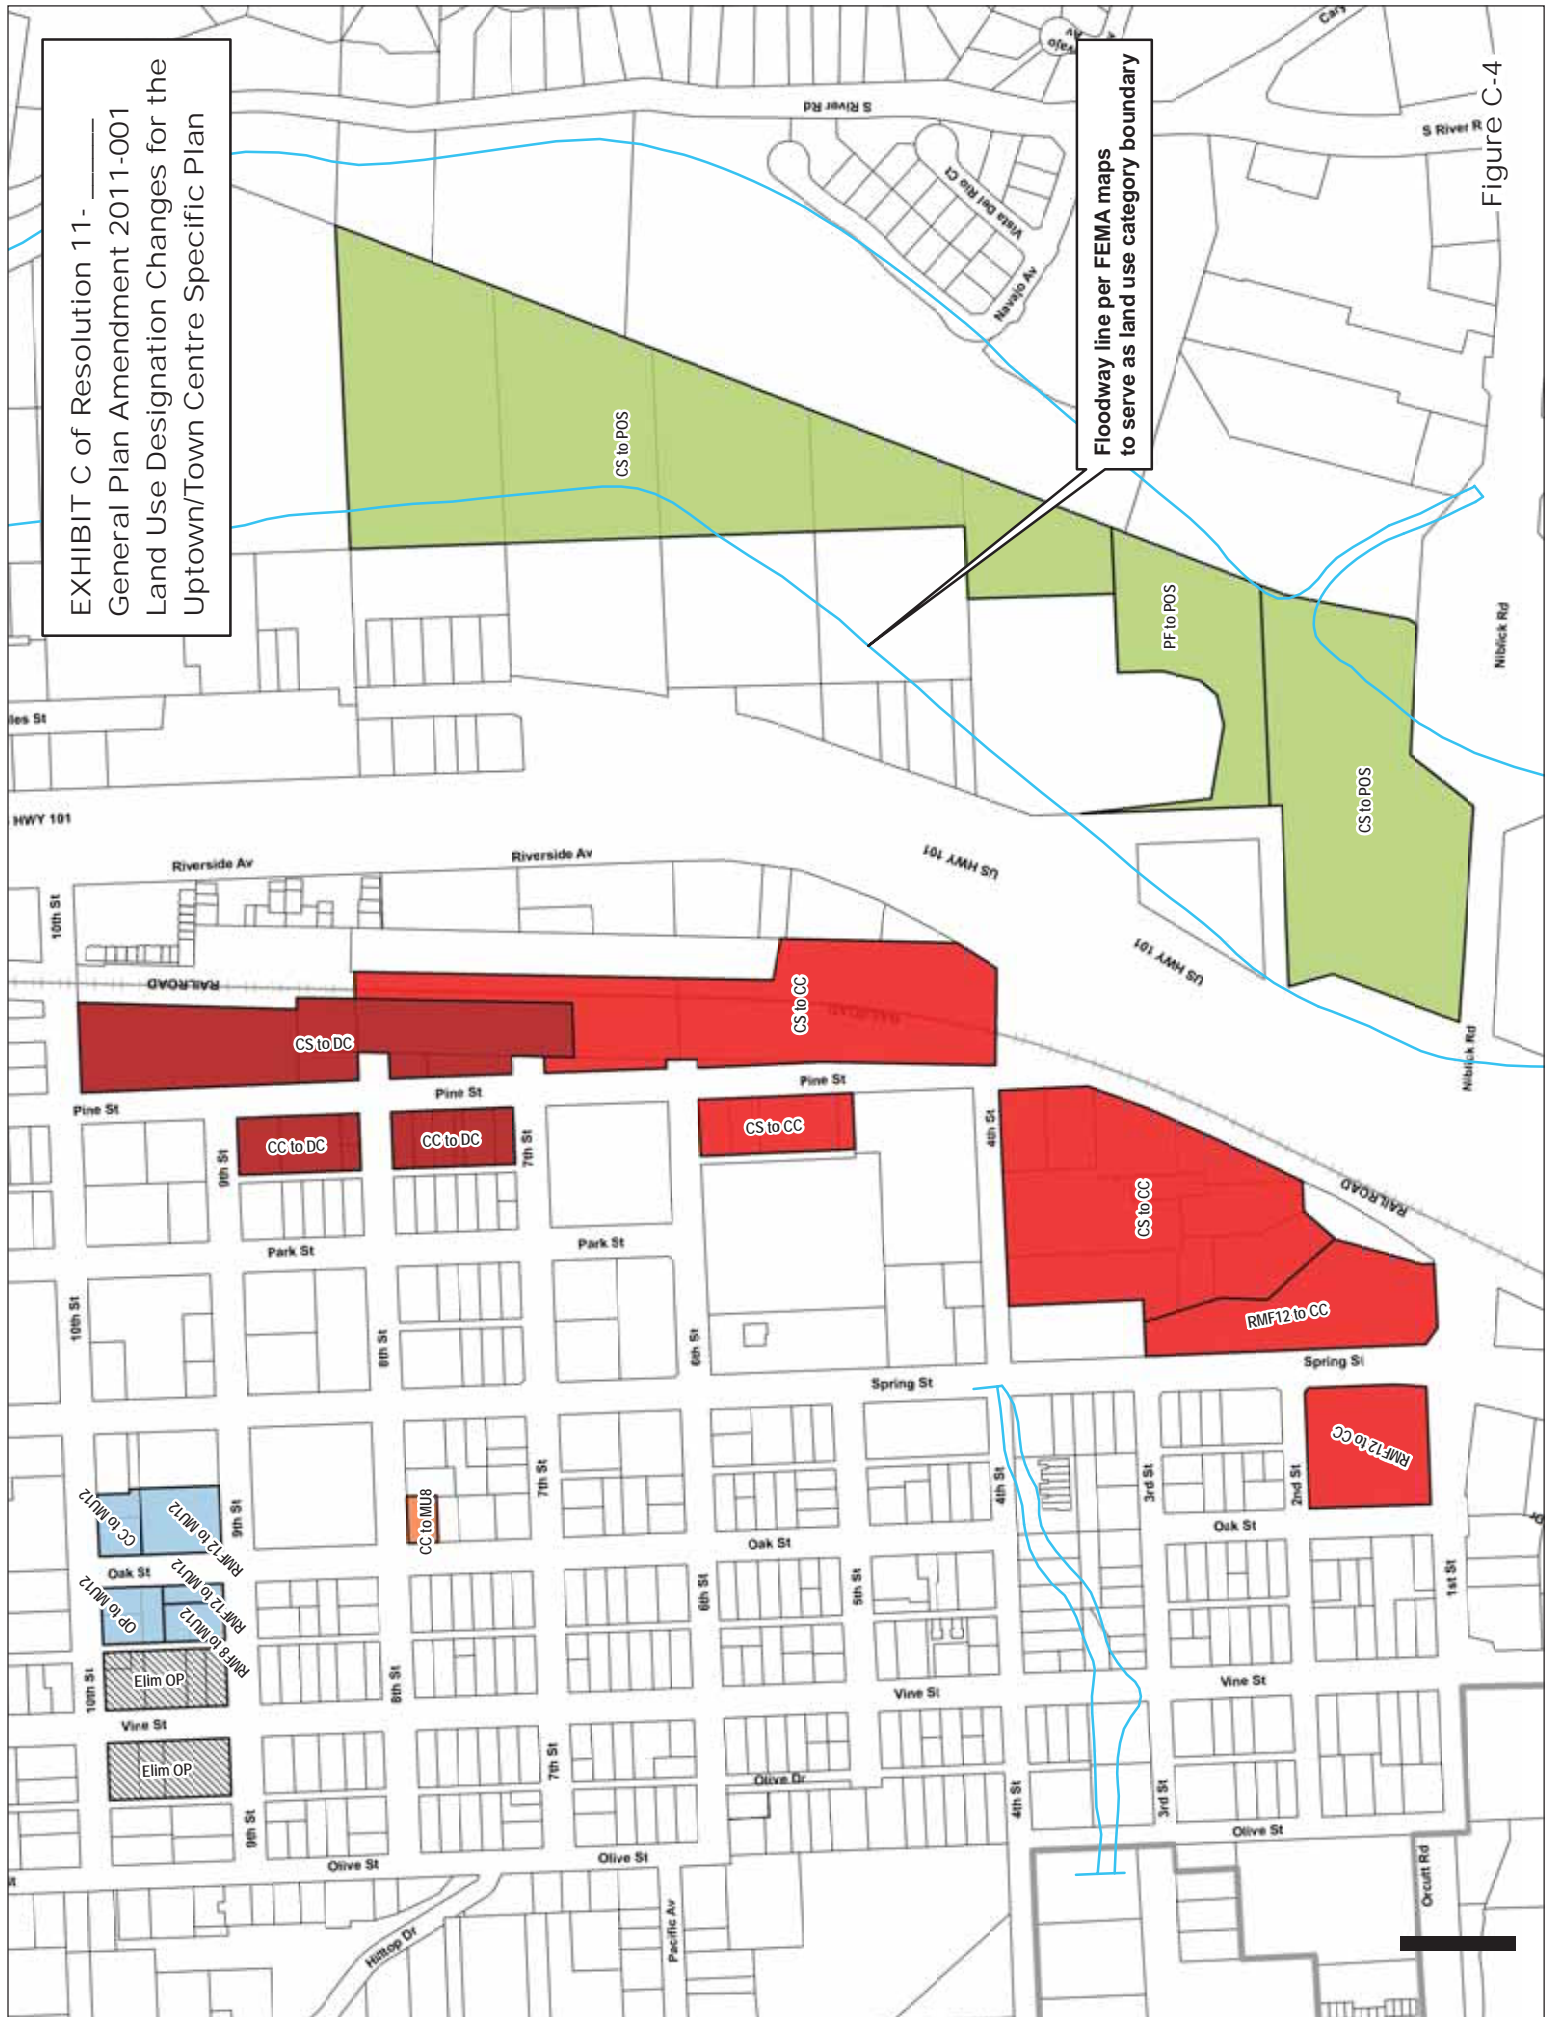 EXHIBIT C of Resolution 11- _____
General Plan Amendment 2011-001
Land Use Designation Changes for the
Uptown/Town Centre Specific Plan
Floodway line per FEMA maps
to serve as land use category boundary
Figure C-4
S River Rd
S River R
Vista Del Rio Ct
Navajo Av
CS to POS
PF to POS
CS to POS
Niblick Rd
Niblick Rd
les St
HWY 101
US HWY 101
US HWY 101
Riverside Av
Riverside Av
10th St
RAILROAD
RAILROAD
RAILROAD
CS to DC
CS to CC
Pine St
Pine St
Pine St
CC to DC
CC to DC
CS to CC
CS to CC
RMF12 to CC
RMF12 to CC
9th St
7th St
4th St
Park St
Park St
10th St
8th St
6th St
Spring St
Spring St
CC to MU12
RMF12 to MU12
9th St
CC to MU8
7th St
4th St
3rd St
2nd St
Oak St
Oak St
Oak St
OP to MU12
RMF12 to MU12
RMF8 to MU12
6th St
5th St
1st St
Elim OP
10th St
8th St
Vine St
Vine St
Vine St
Elim OP
7th St
Olive Dr
4th St
3rd St
9th St
Olive St
Olive St
Olive St
Hilltop Dr
Pacific Av
Orcutt Rd